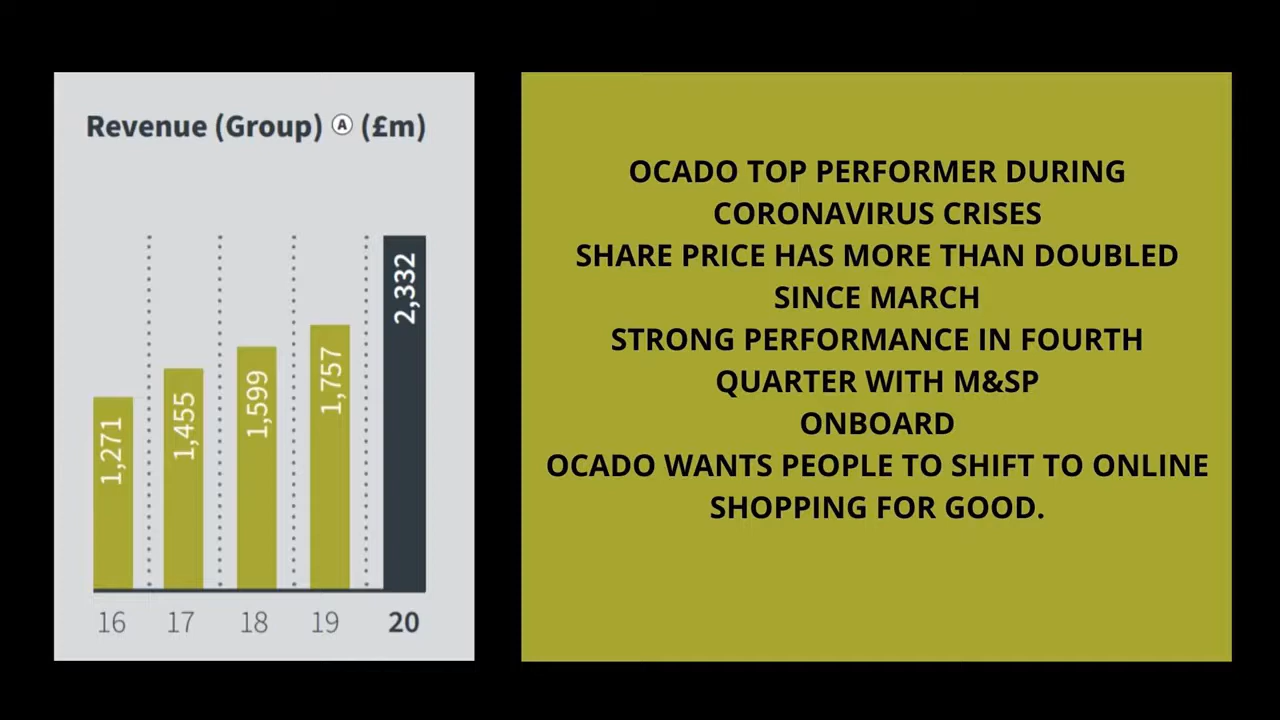 Revenue (Group) Ⓐ (£m)
1,271
1,455
1,599
1,757
2,332
16
17
18
19
20
OCADO TOP PERFORMER DURING
CORONAVIRUS CRISES
SHARE PRICE HAS MORE THAN DOUBLED
SINCE MARCH
STRONG PERFORMANCE IN FOURTH
QUARTER WITH M&SP
ONBOARD
OCADO WANTS PEOPLE TO SHIFT TO ONLINE
SHOPPING FOR GOOD.